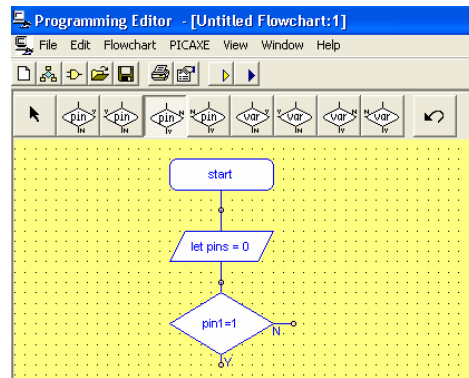 Programming Editor - [Untitled Flowchart:1]
File Edit Flowchart PICAXE View Window Help
pin Y N
Y pin N
pin N Y
N pin Y
var Y N
Y var N
var N Y
N var Y
start
let pins = 0
pin1=1
N
Y